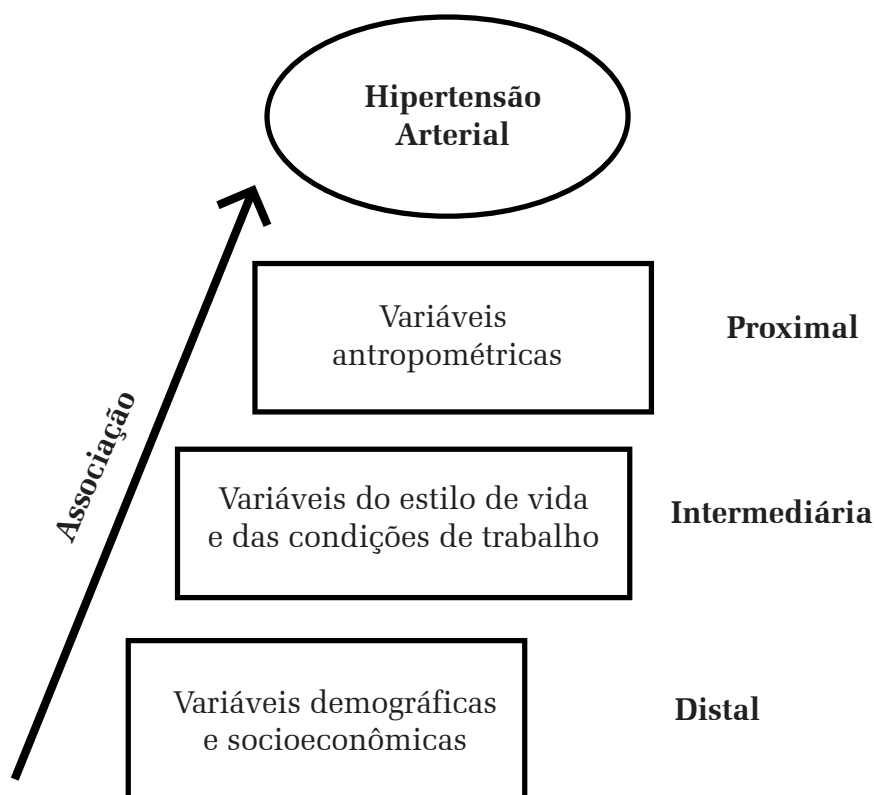 Hipertensão
Arterial
Variáveis
antropométricas
Proximal
Associação
Variáveis do estilo de vida
e das condições de trabalho
Intermediária
Variáveis demográficas
e socioeconômicas
Distal